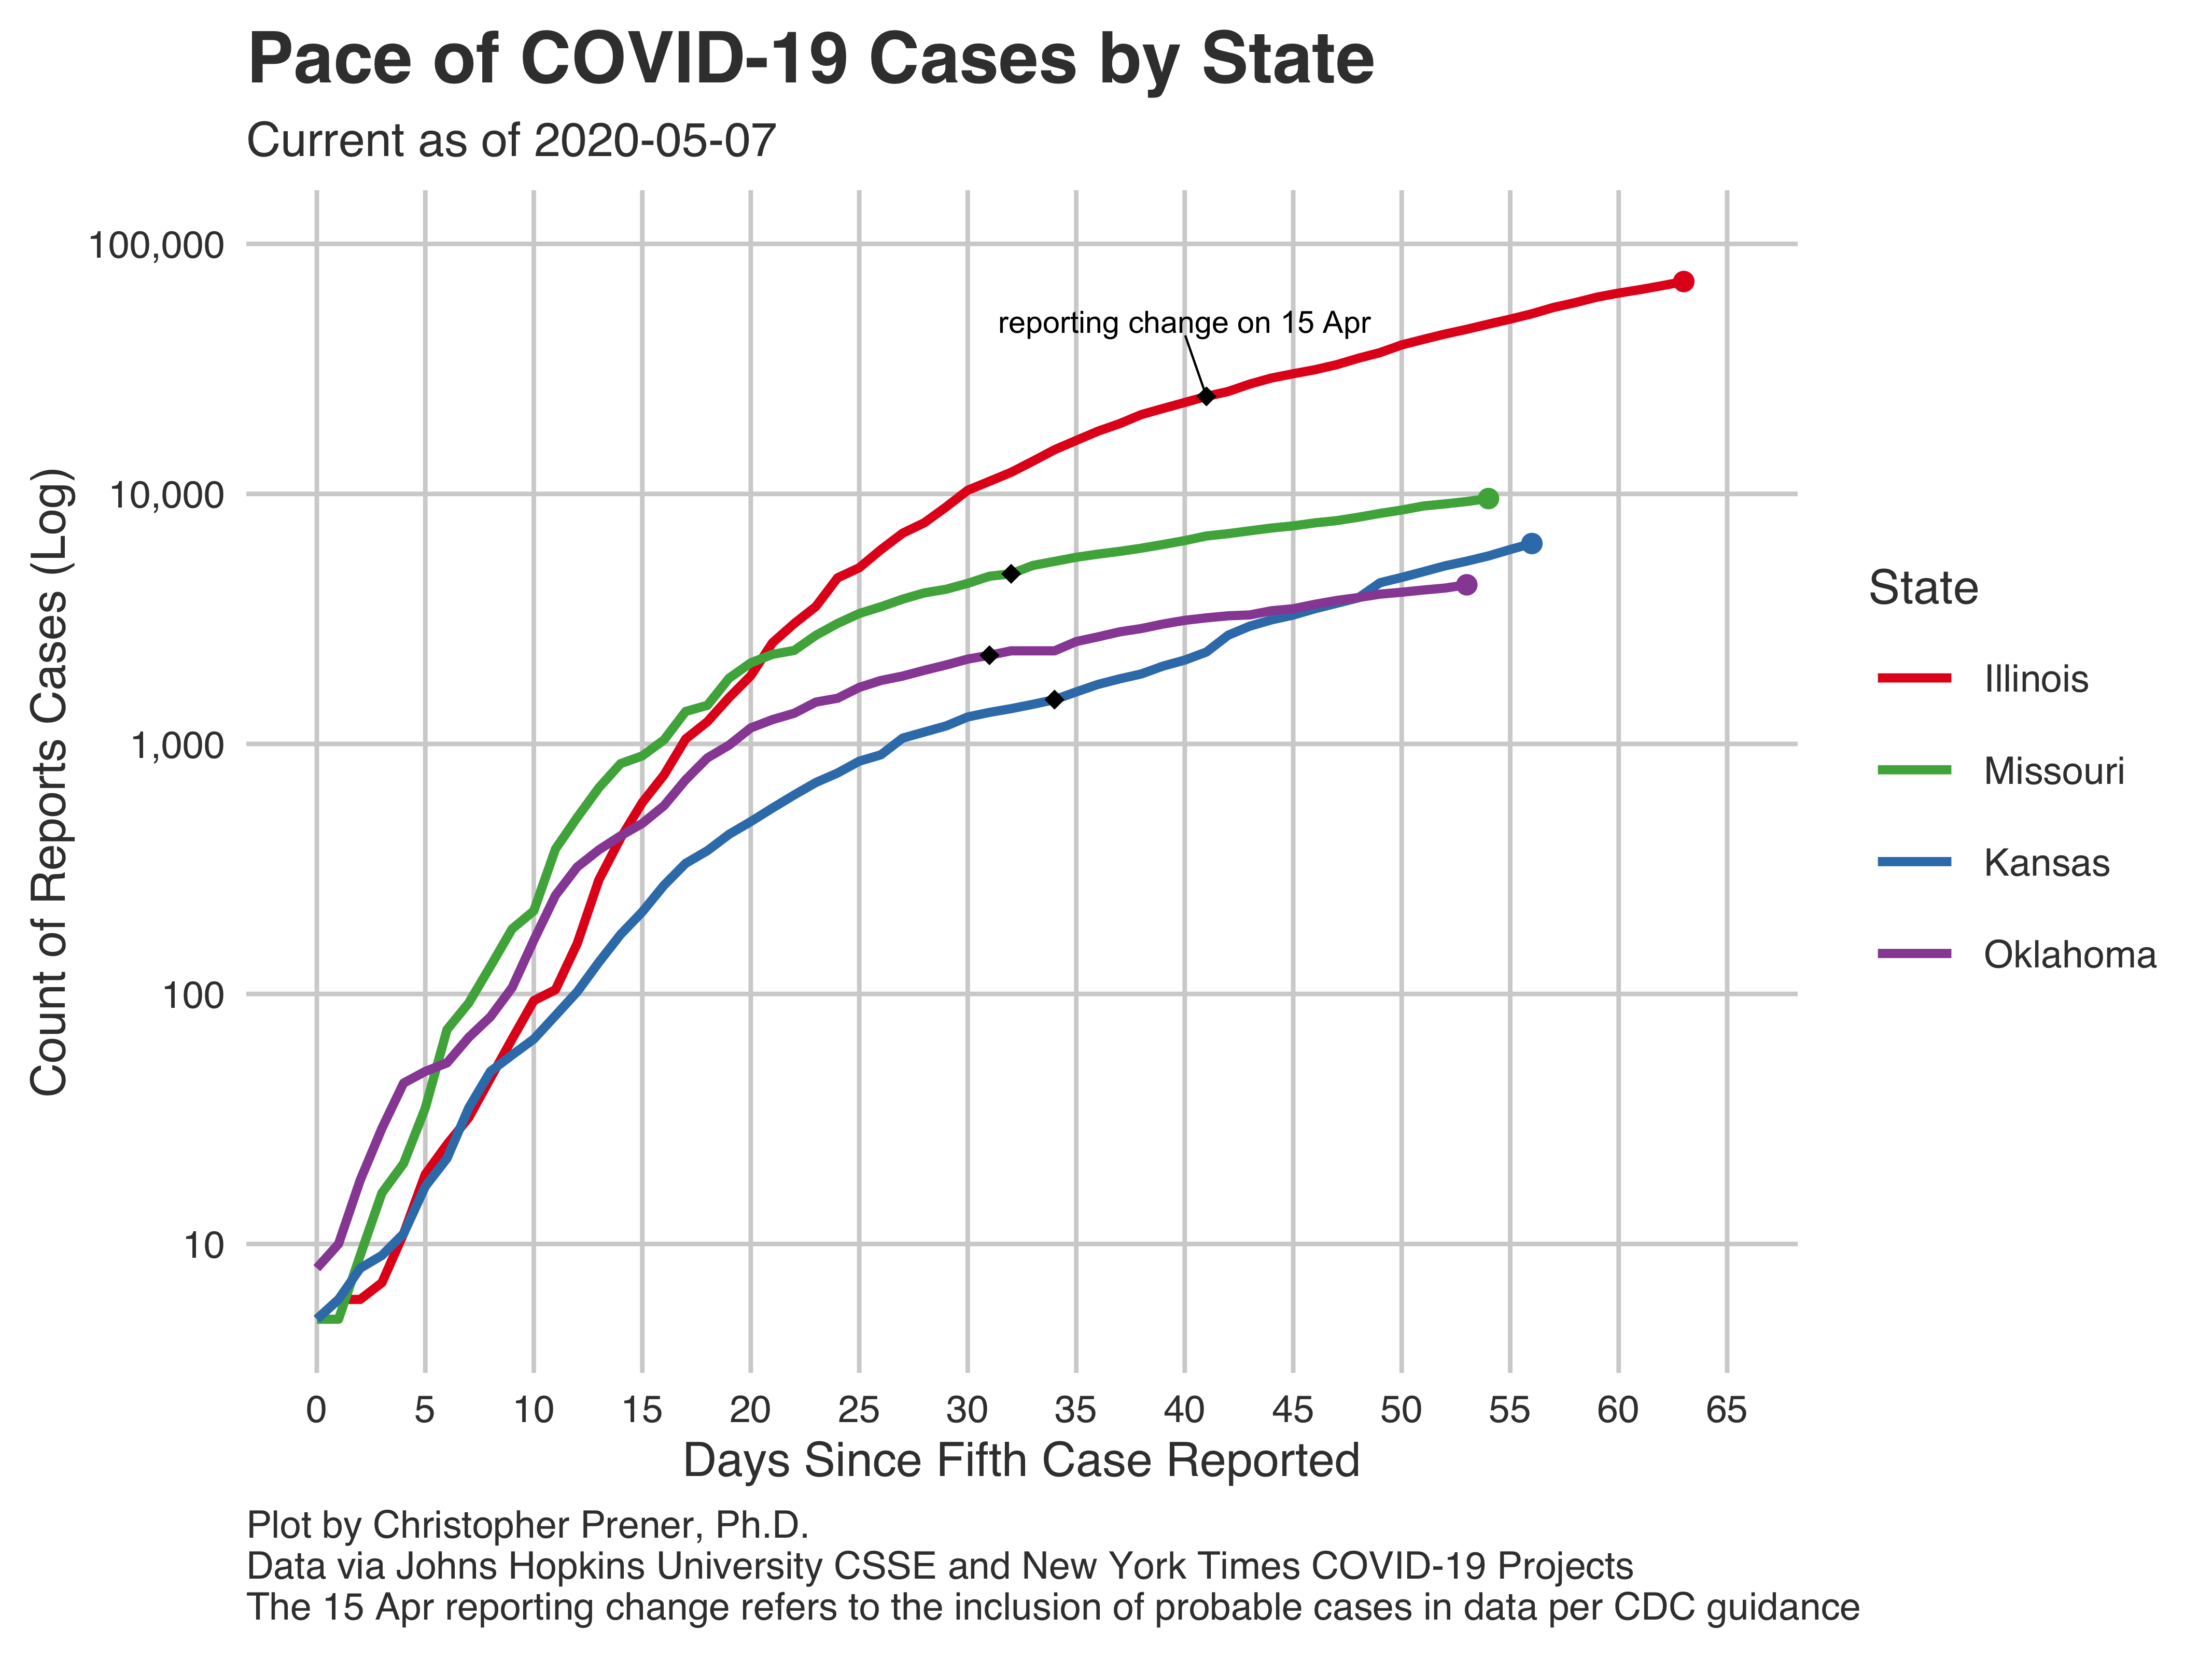 Pace of COVID-19 Cases by State
Current as of 2020-05-07
100,000
10,000
1,000
100
10
Count of Reports Cases (Log)
reporting change on 15 Apr
State
Illinois
Missouri
Kansas
Oklahoma
0 5 10 15 20 25 30 35 40 45 50 55 60 65
Days Since Fifth Case Reported
Plot by Christopher Prener, Ph.D.
Data via Johns Hopkins University CSSE and New York Times COVID-19 Projects
The 15 Apr reporting change refers to the inclusion of probable cases in data per CDC guidance